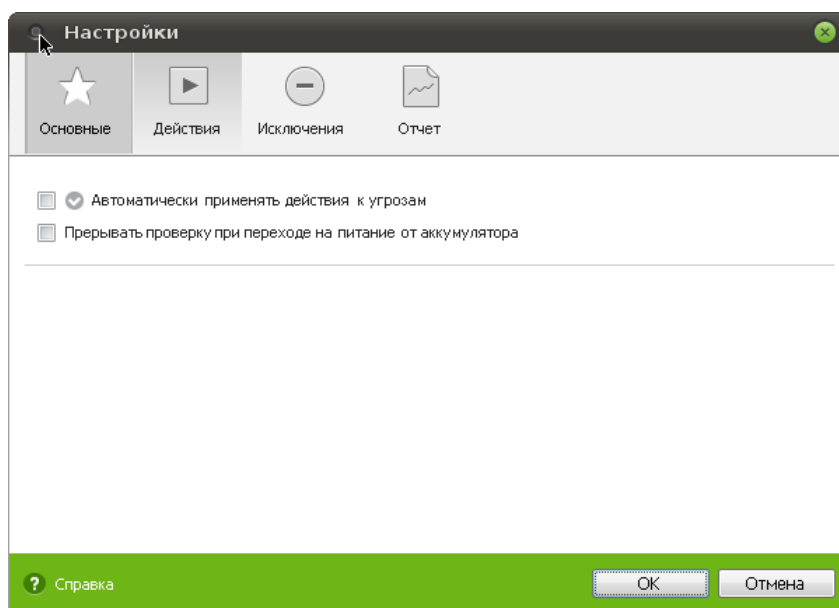 Настройки
Основные
Действия
Исключения
Отчет
Автоматически применять действия к угрозам
Прерывать проверку при переходе на питание от аккумулятора
? Справка
OK
Отмена